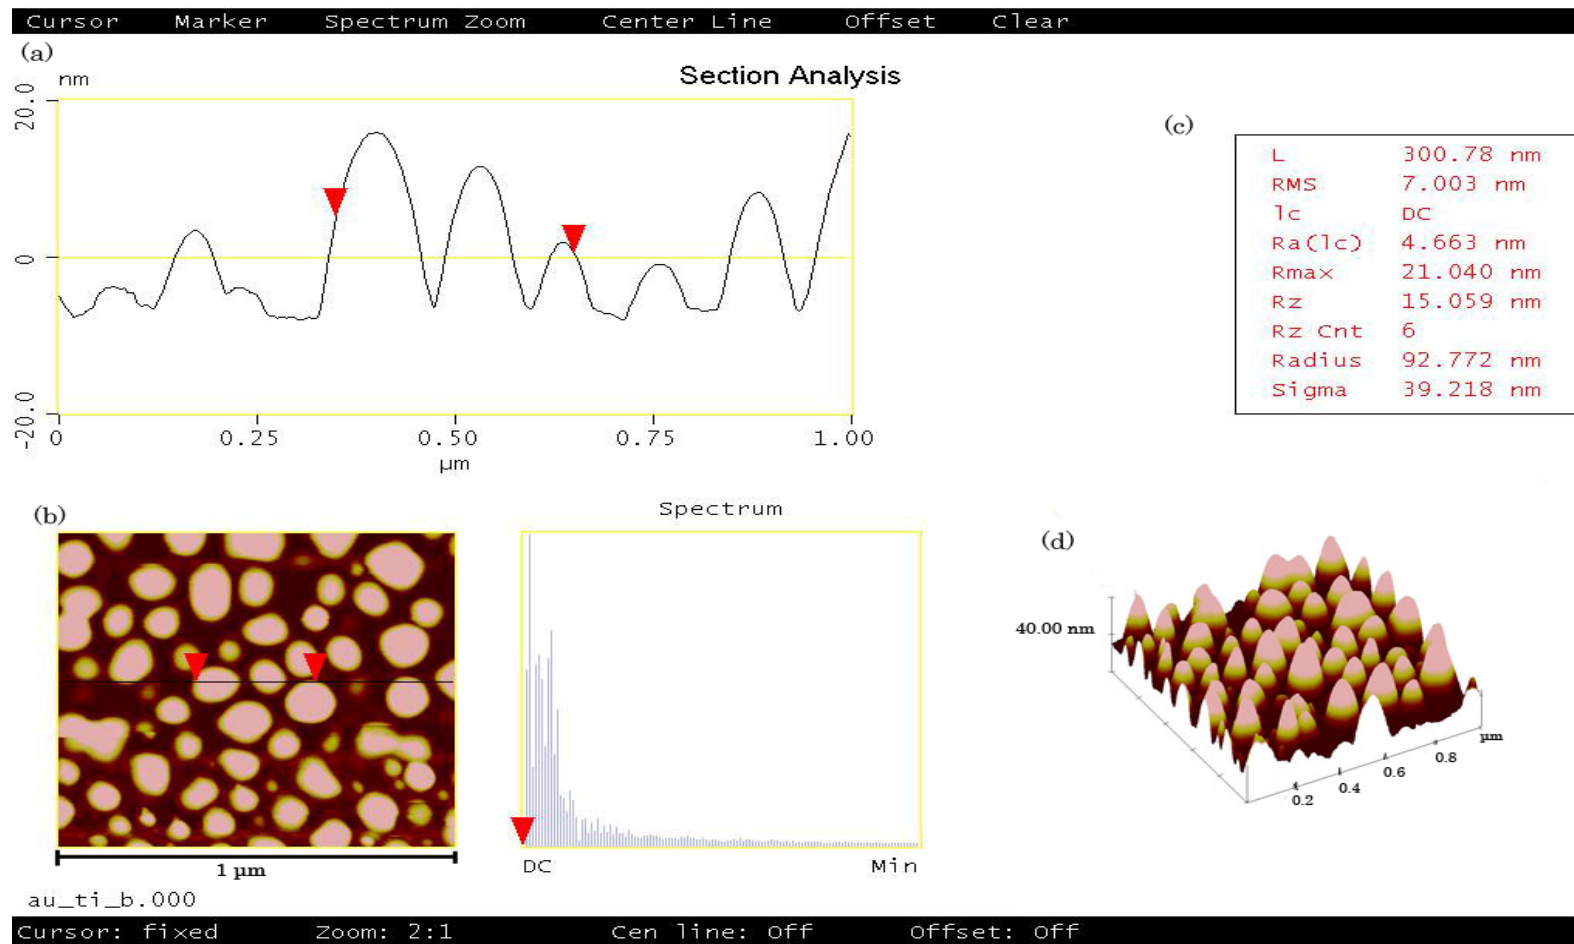 Cursor Marker Spectrum Zoom Center Line Offset Clear
(a)
nm
Section Analysis
20.0
0
-20.0
0 0.25 0.50 0.75 1.00
µm
(c)
L 300.78 nm
RMS 7.003 nm
lc DC
Ra(lc) 4.663 nm
Rmax 21.040 nm
Rz 15.059 nm
Rz Cnt 6
Radius 92.772 nm
Sigma 39.218 nm
(b)
1 µm
Spectrum
DC Min
(d)
40.00 nm
0.2 0.4 0.6 0.8 µm
au_ti_b.000
Cursor: fixed Zoom: 2:1 Cen line: Off Offset: Off